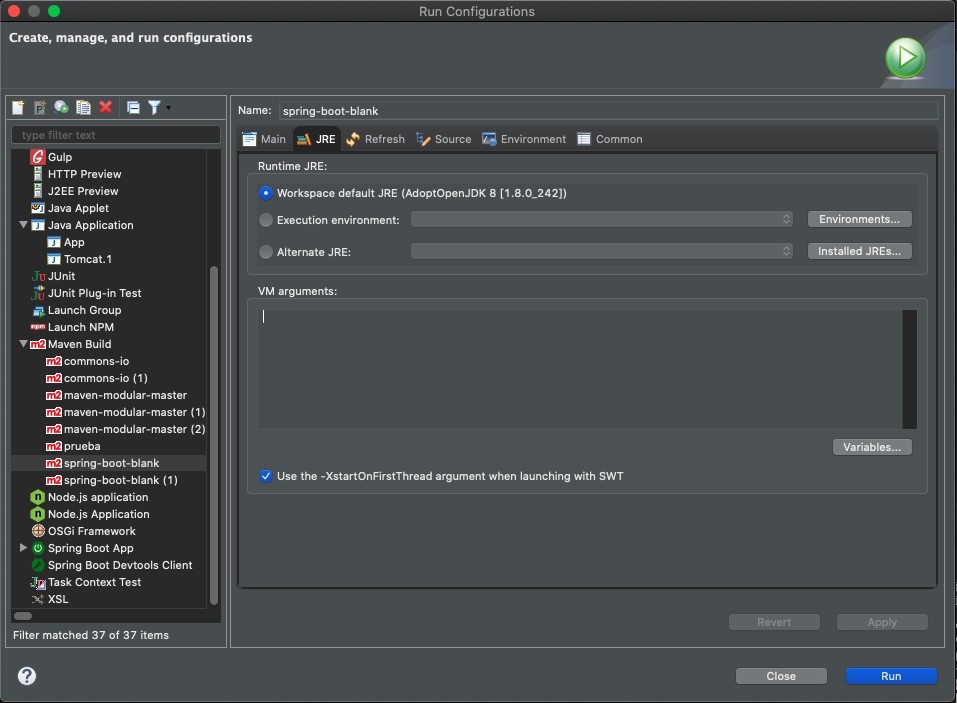 Run Configurations
Create, manage, and run configurations
type filter text
Gulp
HTTP Preview
J2EE Preview
Java Applet
Java Application
App
Tomcat.1
JUnit
JUnit Plug-in Test
Launch Group
Launch NPM
Maven Build
commons-io
commons-io (1)
maven-modular-master
maven-modular-master (1)
maven-modular-master (2)
prueba
spring-boot-blank
spring-boot-blank (1)
Node.js application
Node.js Application
OSGi Framework
Spring Boot App
Spring Boot Devtools Client
Task Context Test
XSL
Filter matched 37 of 37 items
Name: spring-boot-blank
Main JRE Refresh Source Environment Common
Runtime JRE:
Workspace default JRE (AdoptOpenJDK 8 [1.8.0_242])
Execution environment: Environments...
Alternate JRE: Installed JREs...
VM arguments:
Variables...
Use the -XstartOnFirstThread argument when launching with SWT
Revert Apply
Close Run